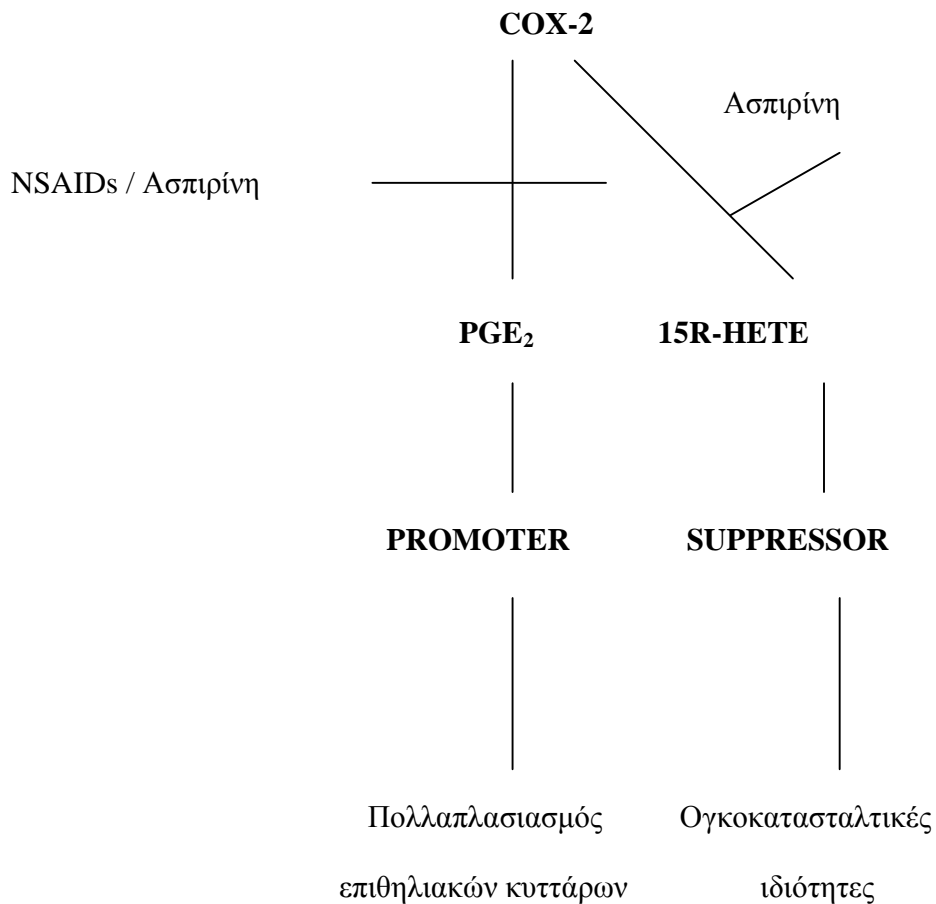 COX-2
Ασπιρίνη
NSAIDs / Ασπιρίνη
PGE₂ 15R-HETE
PROMOTER SUPPRESSOR
Πολλαπλασιασμός Ογκοκατασταλτικές
επιθηλιακών κυττάρων ιδιότητες